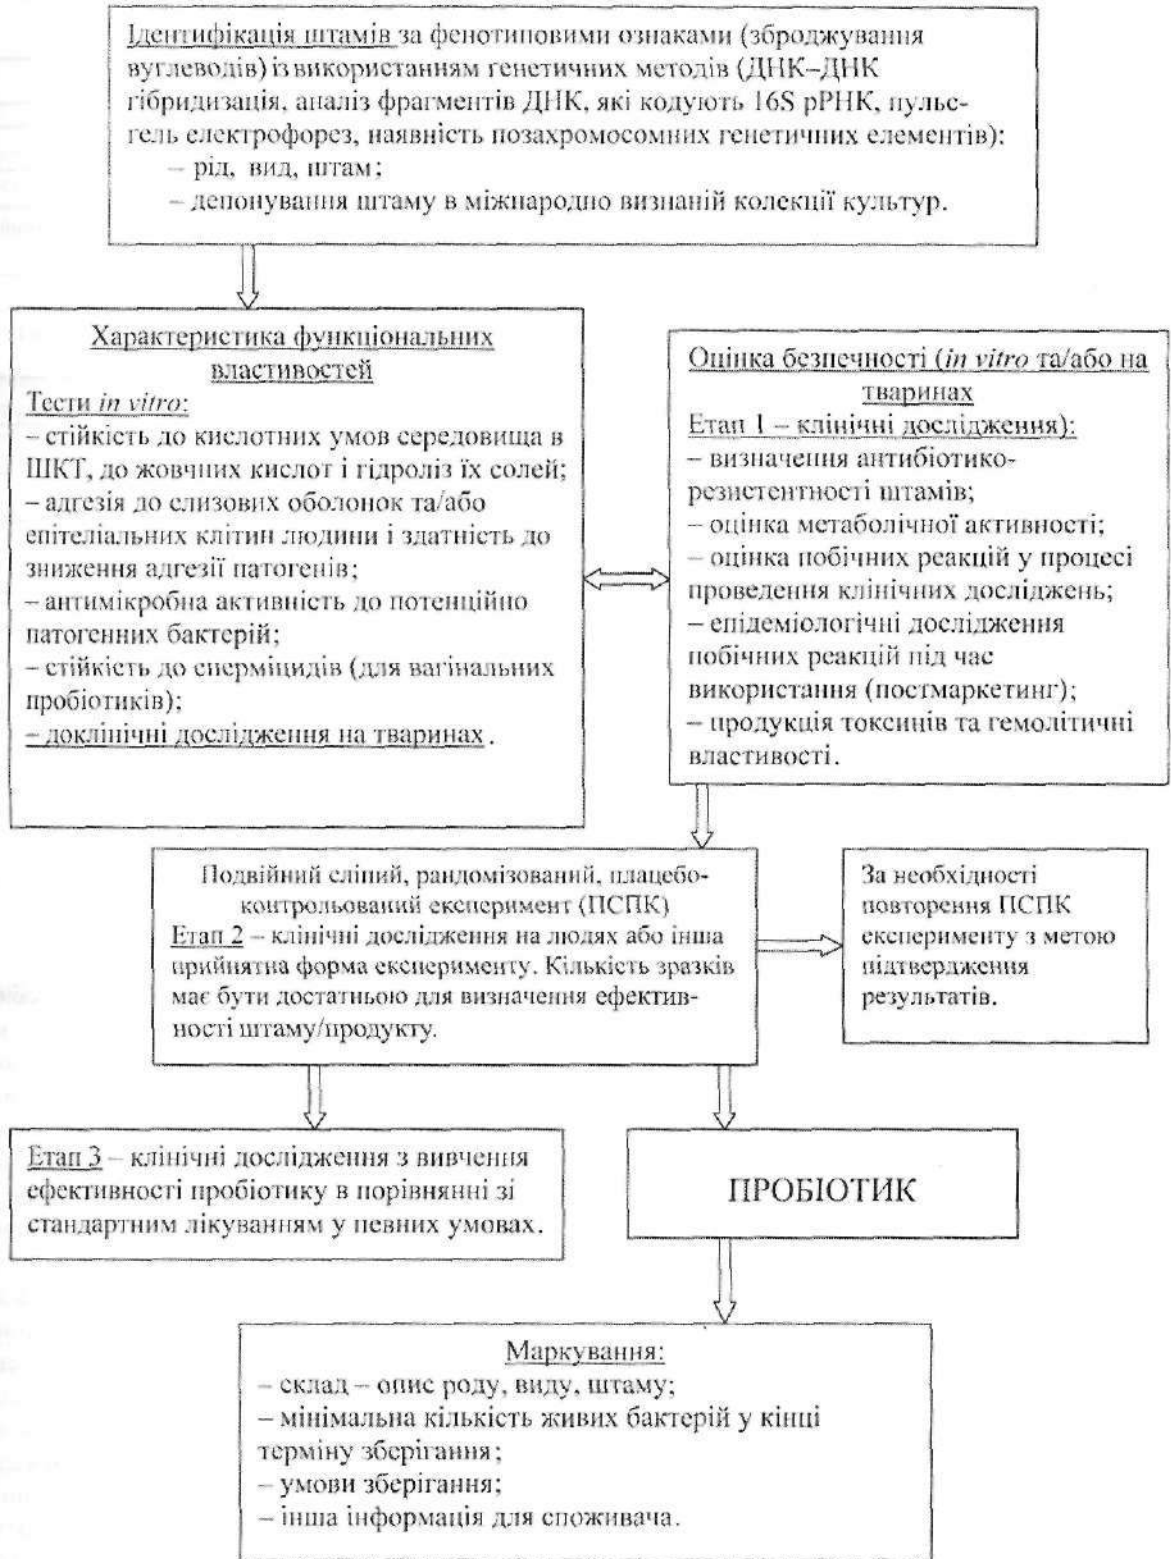 Ідентифікація штамів за фенотиповими ознаками (зброджування
вуглеводів) із використанням генетичних методів (ДНК–ДНК
гібридизація, аналіз фрагментів ДНК, які кодують 16S рРНК, пульс-
гель електрофорез, наявність позахромосомних генетичних елементів):
– рід, вид, штам;
– депонування штаму в міжнародно визнаній колекції культур.
Характеристика функціональних
властивостей
Тести in vitro:
– стійкість до кислотних умов середовища в
ШКТ, до жовчних кислот і гідроліз їх солей;
– адгезія до слизових оболонок та/або
епітеліальних клітин людини і здатність до
зниження адгезії патогенів;
– антимікробна активність до потенційно
патогенних бактерій;
– стійкість до сперміцидів (для вагінальних
пробіотиків);
– доклінічні дослідження на тваринах.
Оцінка безпечності (in vitro та/або на
тваринах
Етап 1 – клінічні дослідження):
– визначення антибіотико-
резистентності штамів;
– оцінка метаболічної активності;
– оцінка побічних реакцій у процесі
проведення клінічних досліджень;
– епідеміологічні дослідження
побічних реакцій під час
використання (постмаркетинг);
– продукція токсинів та гемолітичні
властивості.
Подвійний сліпий, рандомізований, плацебо-
контрольований експеримент (ПСПК)
Етап 2 – клінічні дослідження на людях або інша
прийнятна форма експерименту. Кількість зразків
має бути достатньою для визначення ефектив-
ності штаму/продукту.
За необхідності
повторення ПСПК
експерименту з метою
підтвердження
результатів.
Етап 3 – клінічні дослідження з вивчення
ефективності пробіотику в порівнянні зі
стандартним лікуванням у певних умовах.
ПРОБІОТИК
Маркування:
– склад – опис роду, виду, штаму;
– мінімальна кількість живих бактерій у кінці
терміну зберігання;
– умови зберігання;
– інша інформація для споживача.